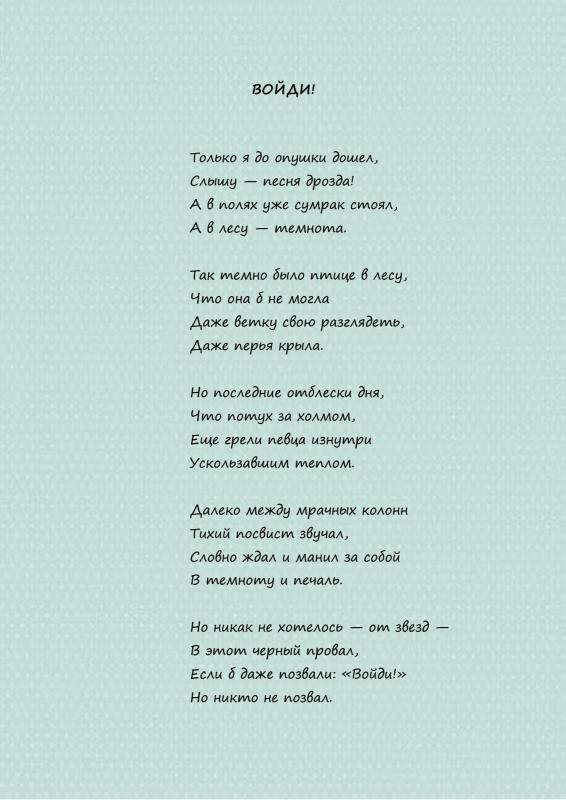 ВОЙДИ!
Только я до опушки дошел,
Слышу — песня дрозда!
А в полях уже сумрак стоял,
А в лесу — темнота.
Так темно было птице в лесу,
Что она б не могла
Даже ветку свою разглядеть,
Даже перья крыла.
Но последние отблески дня,
Что потух за холмом,
Еще грели певца изнутри
Ускользавшим теплом.
Далеко между мрачных колонн
Тихий посвист звучал,
Словно ждал и манил за собой
В темноту и печаль.
Но никак не хотелось — от звезд —
В этот черный провал,
Если б даже позвали: «Войди!»
Но никто не позвал.